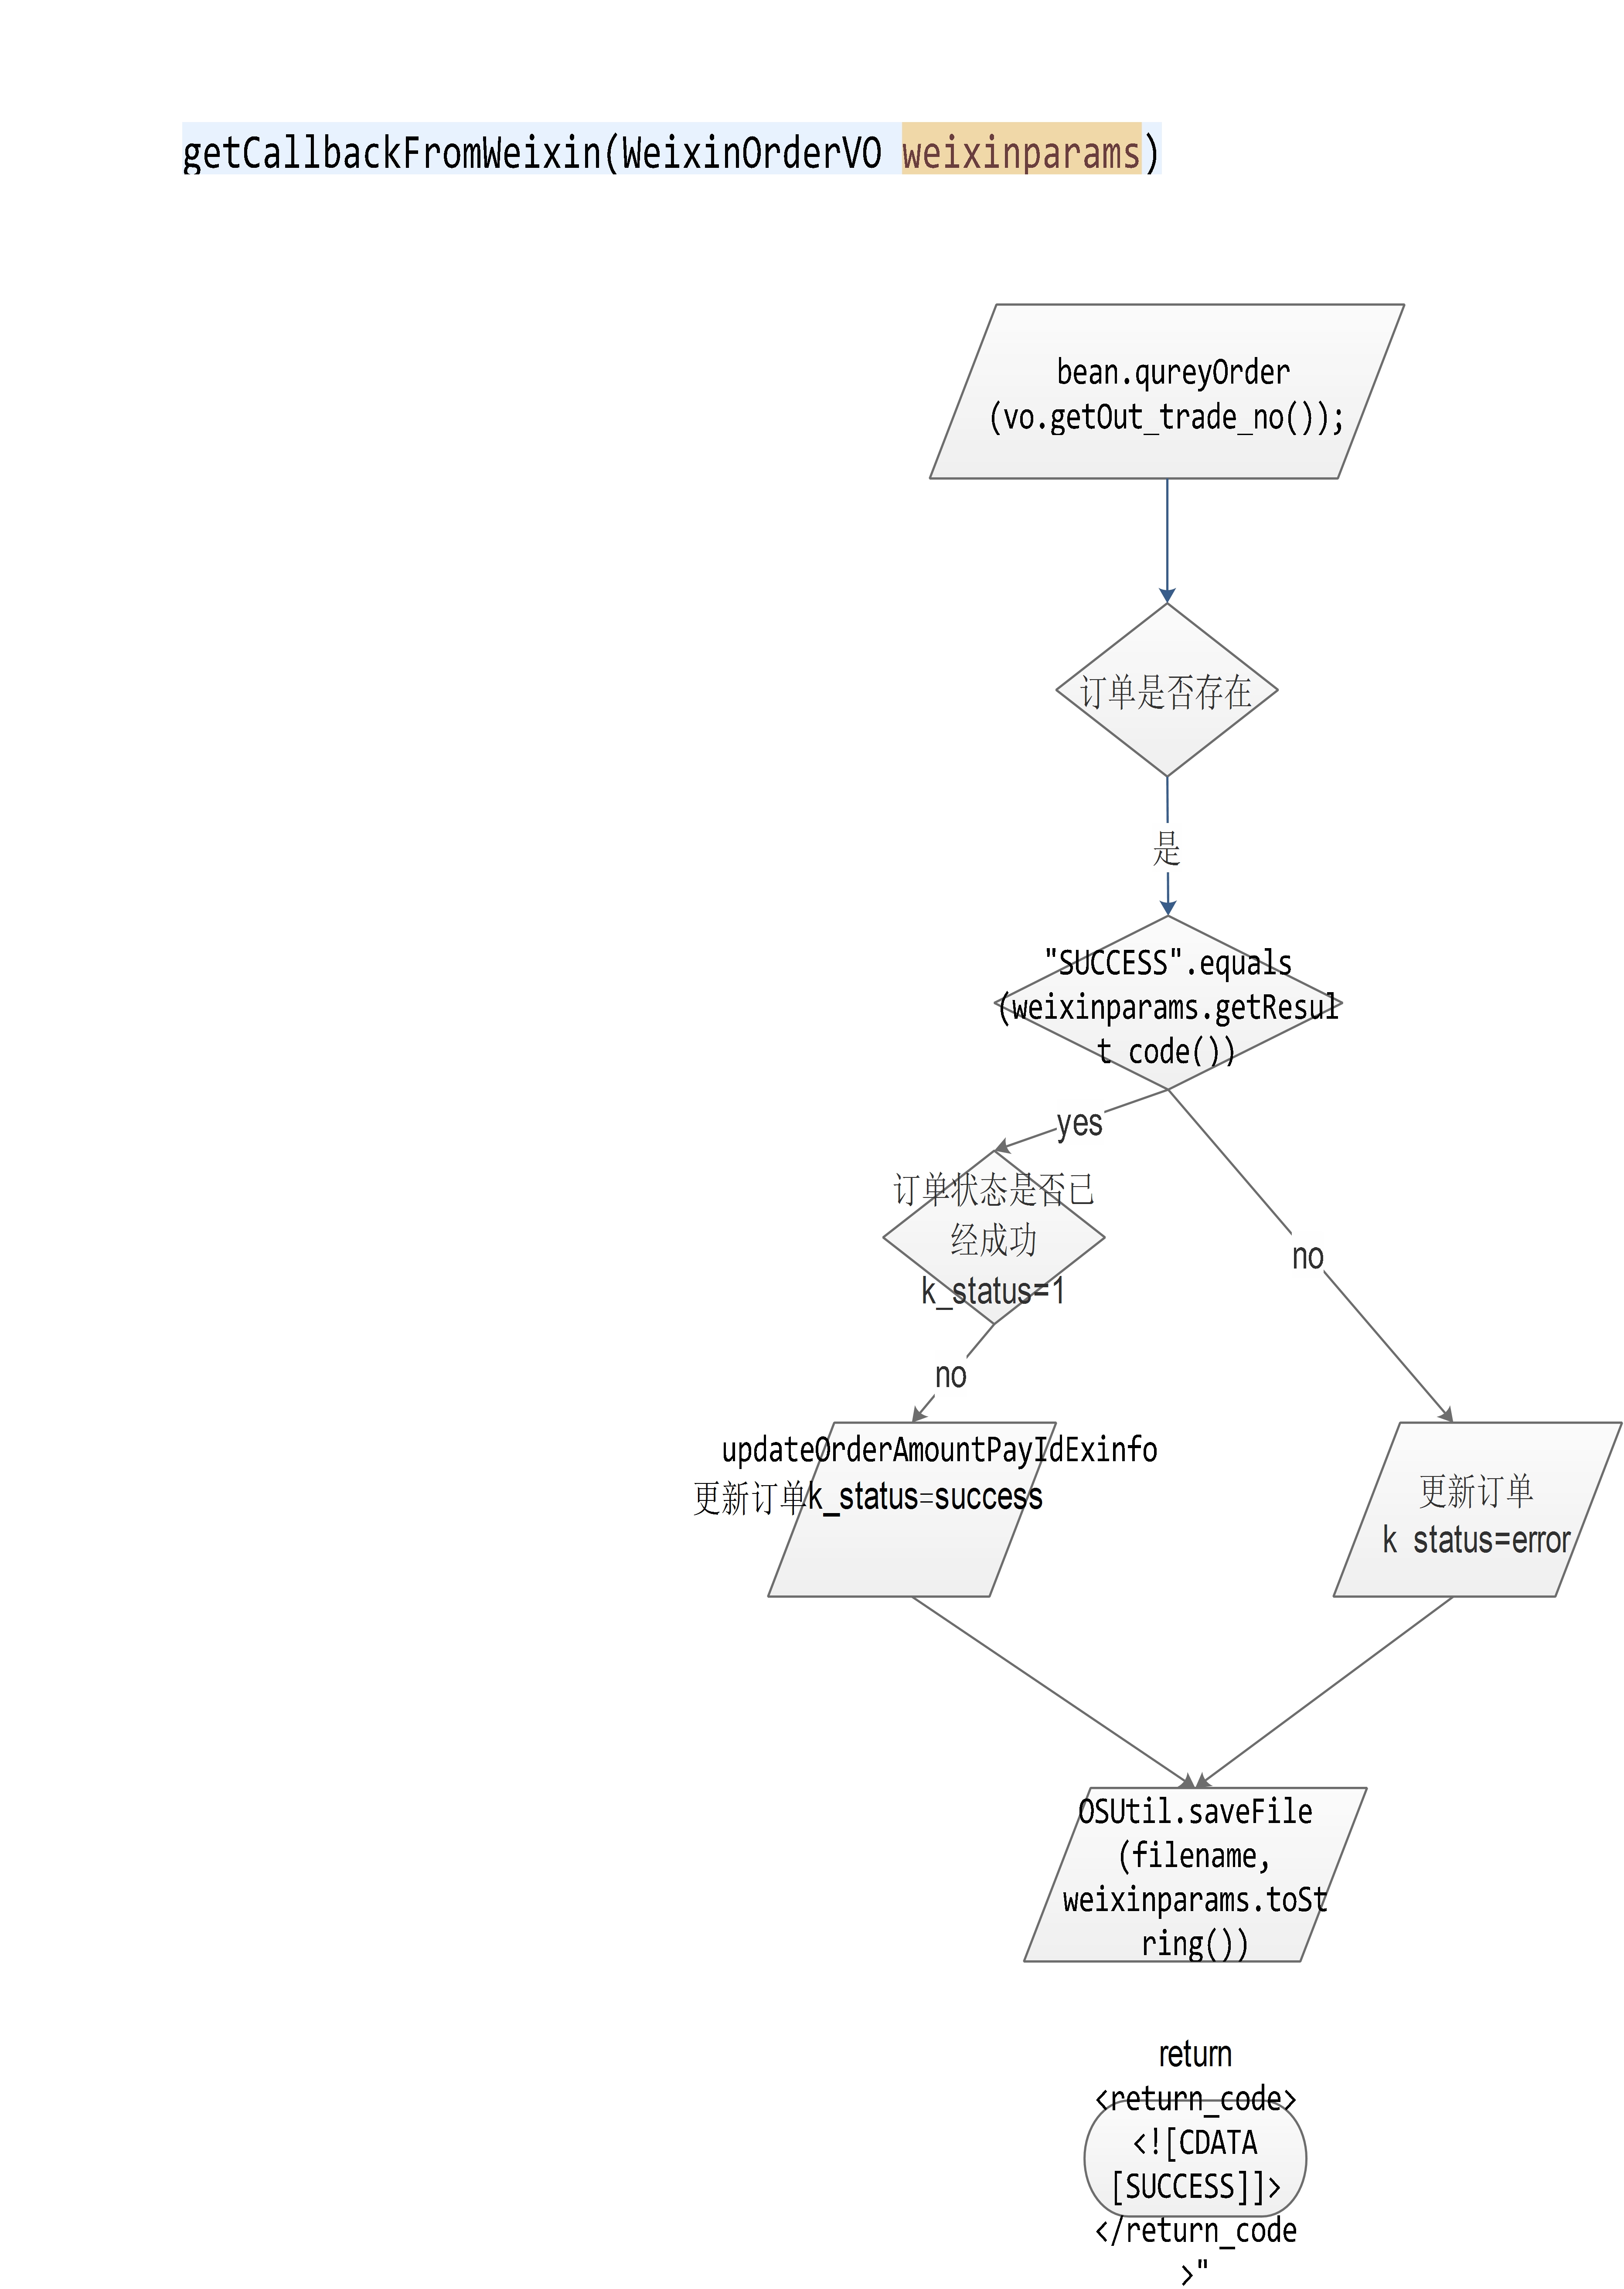 getCallbackFromWeixin(WeixinOrderVO weixinparams)
bean.qureyOrder
(vo.getOut_trade_no());
订单是否存在
是
"SUCCESS".equals
(weixinparams.getResul
t code())
yes
no
订单状态是否已
经成功
k_status=1
no
updateOrderAmountPayIdExinfo
更新订单k_status=success
更新订单
k status=error
OSUtil.saveFile
(filename,
weixinparams.toSt
ring())
return
<return_code>
<![CDATA
[SUCCESS]]>
</return_code
>"